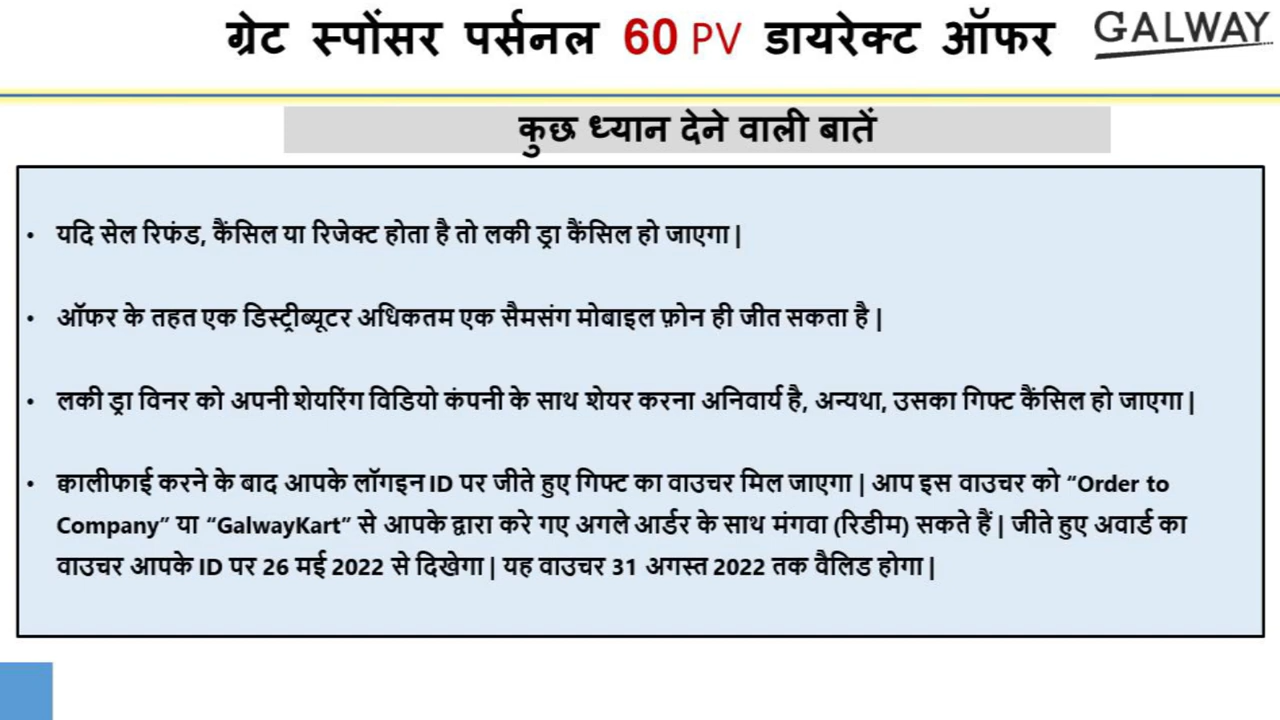 ग्रेट स्पोंसर पर्सनल 60 PV डायरेक्ट ऑफर
GALWAY
कुछ ध्यान देने वाली बातें
• यदि सेल रिफंड, कैंसिल या रिजेक्ट होता है तो लकी ड्रा कैंसिल हो जाएगा |
• ऑफर के तहत एक डिस्ट्रीब्यूटर अधिकतम एक सैमसंग मोबाइल फ़ोन ही जीत सकता है |
• लकी ड्रा विनर को अपनी शेयरिंग विडियो कंपनी के साथ शेयर करना अनिवार्य है, अन्यथा, उसका गिफ्ट कैंसिल हो जाएगा |
• क्वालीफाई करने के बाद आपके लॉगइन ID पर जीते हुए गिफ्ट का वाउचर मिल जाएगा | आप इस वाउचर को “Order to
Company” या “GalwayKart” से आपके द्वारा करे गए अगले आर्डर के साथ मंगवा (रिडीम) सकते हैं | जीते हुए अवार्ड का
वाउचर आपके ID पर 26 मई 2022 से दिखेगा | यह वाउचर 31 अगस्त 2022 तक वैलिड होगा |